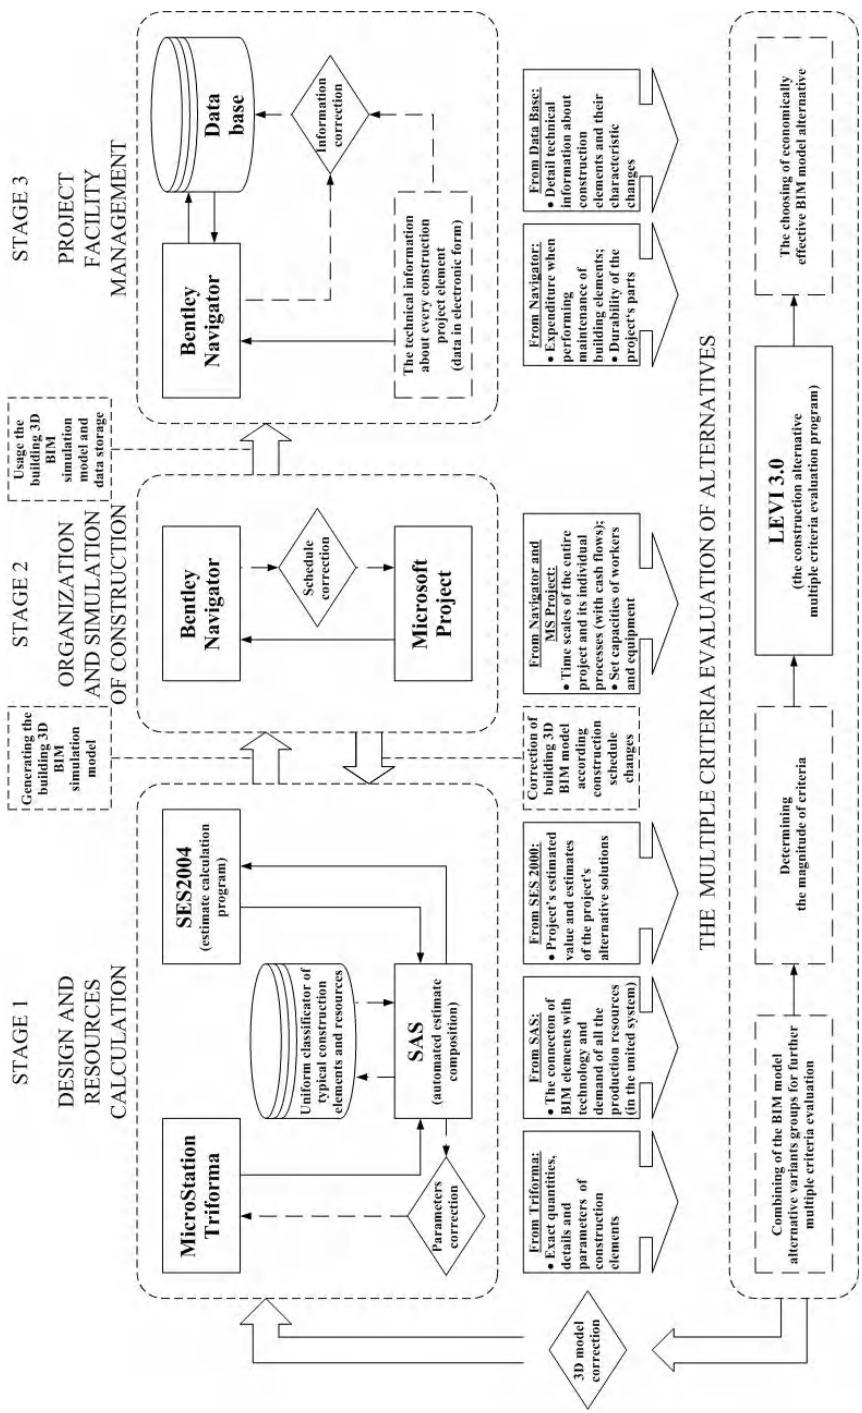 STAGE 1
DESIGN AND
RESOURCES
CALCULATION
MicroStation
Triforma
Uniform classificator of
typical construction
elements and resources
SES2004
(estimate calculation
program)
Parameters
correction
SAS
(automated estimate
composition)
Generating the
building 3D
BIM
simulation
model
STAGE 2
ORGANIZATION
AND SIMULATION
OF CONSTRUCTION
Bentley
Navigator
Schedule
correction
Microsoft
Project
Usage the
building 3D
BIM
simulation
model and
data storage
STAGE 3
PROJECT
FACILITY
MANAGEMENT
Bentley
Navigator
Data
base
Information
correction
The technical information
about every construction
project element
(data in electronic form)
3D model
correction
From Triforma:
• Exact quantities,
details and
parameters of
construction
elements
From SAS:
• The connecton of
BIM elements with
technology and
demand of all the
production resources
(in the united system)
From SES 2000:
• Project's estimated
value and estimates
of the project's
alternative solutions
Correction of
building 3D
BIM model
according
construction
schedule
changes
From Navigator and
MS Project:
• Time scales of the entire
project and its individual
processes (with cash flows);
• Set capacities of workers
and equipment
From Navigator:
• Expenditure when
performing
maintenance of
building elements;
• Durability of the
project's parts
From Data Base:
• Detail technical
information about
construction
elements and their
characteristic
changes
THE MULTIPLE CRITERIA EVALUATION OF ALTERNATIVES
Combining of the BIM model
alternative variants groups for further
multiple criteria evaluation
Determining
the magnitude of criteria
LEVI 3.0
(the construction alternative
multiple criteria evaluation program)
The choosing of economically
effective BIM model alternative